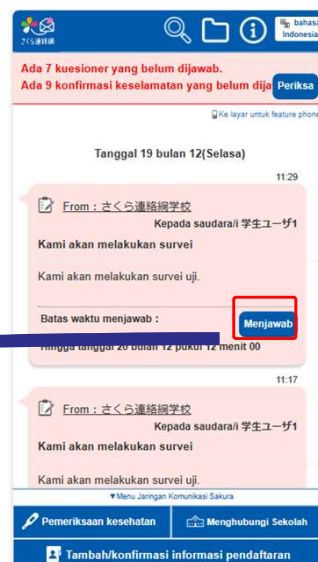 さくら連絡網
bahasa
Indonesia
Ada 7 kuesioner yang belum dijawab.
Ada 9 konfirmasi keselamatan yang belum dija
Periksa
Ke layar untuk feature phone
Tanggal 19 bulan 12(Selasa)
11:29
From：さくら連絡網学校
Kepada saudara/i 学生ユーザ1
Kami akan melakukan survei
Kami akan melakukan survei uji.
Batas waktu menjawab：
Menjawab
Hingga tanggal 20 bulan 12 pukul 12 menit 00
11:17
From：さくら連絡網学校
Kepada saudara/i 学生ユーザ1
Kami akan melakukan survei
Kami akan melakukan survei uji.
▼Menu Jaringan Komunikasi Sakura
Pemeriksaan kesehatan
Menghubungi Sekolah
Tambah/konfirmasi informasi pendaftaran